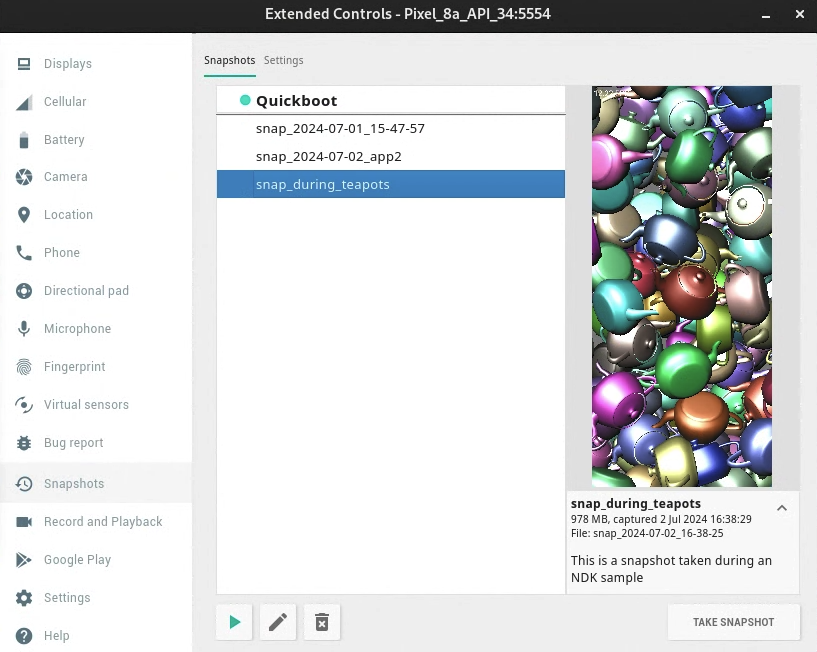 Extended Controls - Pixel_8a_API_34:5554
Displays
Cellular
Battery
Camera
Location
Phone
Directional pad
Microphone
Fingerprint
Virtual sensors
Bug report
Snapshots
Record and Playback
Google Play
Settings
Help
Snapshots
Settings
Quickboot
snap_2024-07-01_15-47-57
snap_2024-07-02_app2
snap_during_teapots
snap_during_teapots
978 MB, captured 2 Jul 2024 16:38:29
File: snap_2024-07-02_16-38-25
This is a snapshot taken during an
NDK sample
TAKE SNAPSHOT